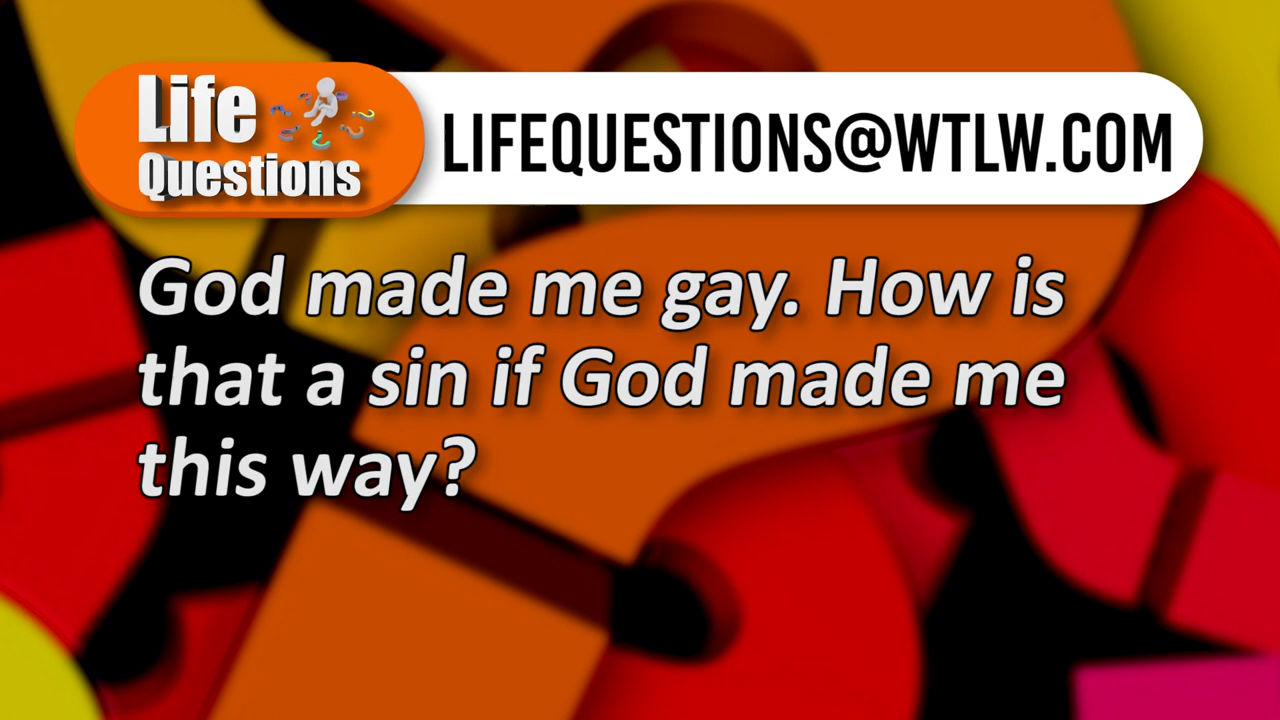 Life
Questions
LIFEQUESTIONS@WTLW.COM
God made me gay. How is
that a sin if God made me
this way?